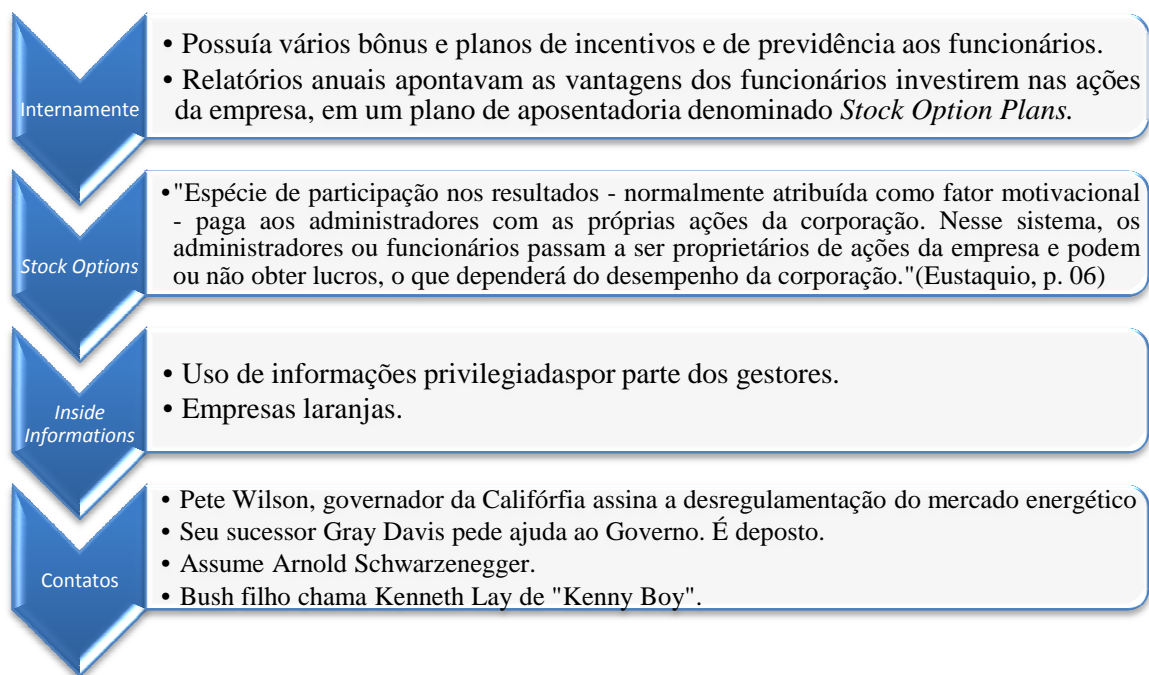 Internamente
• Possuía vários bônus e planos de incentivos e de previdência aos funcionários.
• Relatórios anuais apontavam as vantagens dos funcionários investirem nas ações
da empresa, em um plano de aposentadoria denominado Stock Option Plans.
Stock Options
•"Espécie de participação nos resultados - normalmente atribuída como fator motivacional
- paga aos administradores com as próprias ações da corporação. Nesse sistema, os
administradores ou funcionários passam a ser proprietários de ações da empresa e podem
ou não obter lucros, o que dependerá do desempenho da corporação."(Eustaquio, p. 06)
Inside
Informations
• Uso de informações privilegiadaspor parte dos gestores.
• Empresas laranjas.
Contatos
• Pete Wilson, governador da Califórfia assina a desregulamentação do mercado energético
• Seu sucessor Gray Davis pede ajuda ao Governo. É deposto.
• Assume Arnold Schwarzenegger.
• Bush filho chama Kenneth Lay de "Kenny Boy".